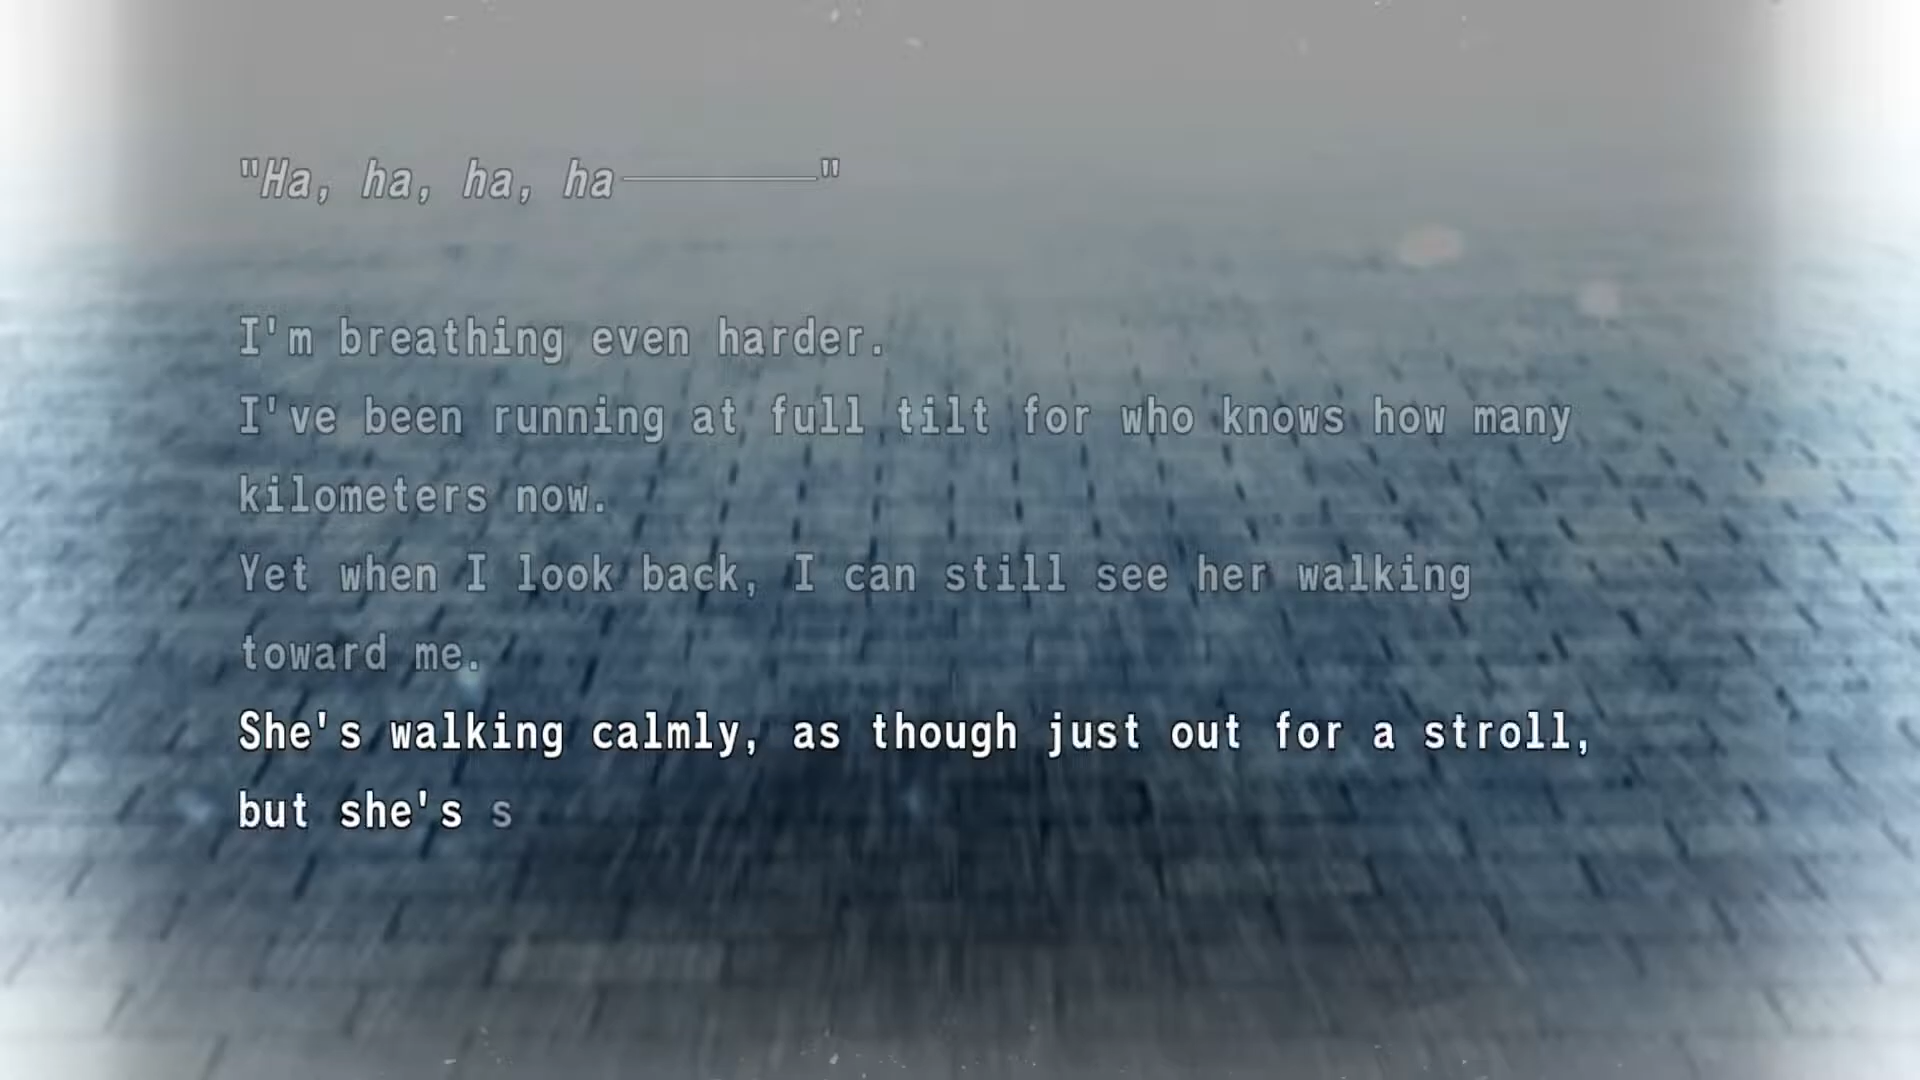 "Ha, ha, ha, ha————"
I'm breathing even harder.
I've been running at full tilt for who knows how many
kilometers now.
Yet when I look back, I can still see her walking
toward me.
She's walking calmly, as though just out for a stroll,
but she's s